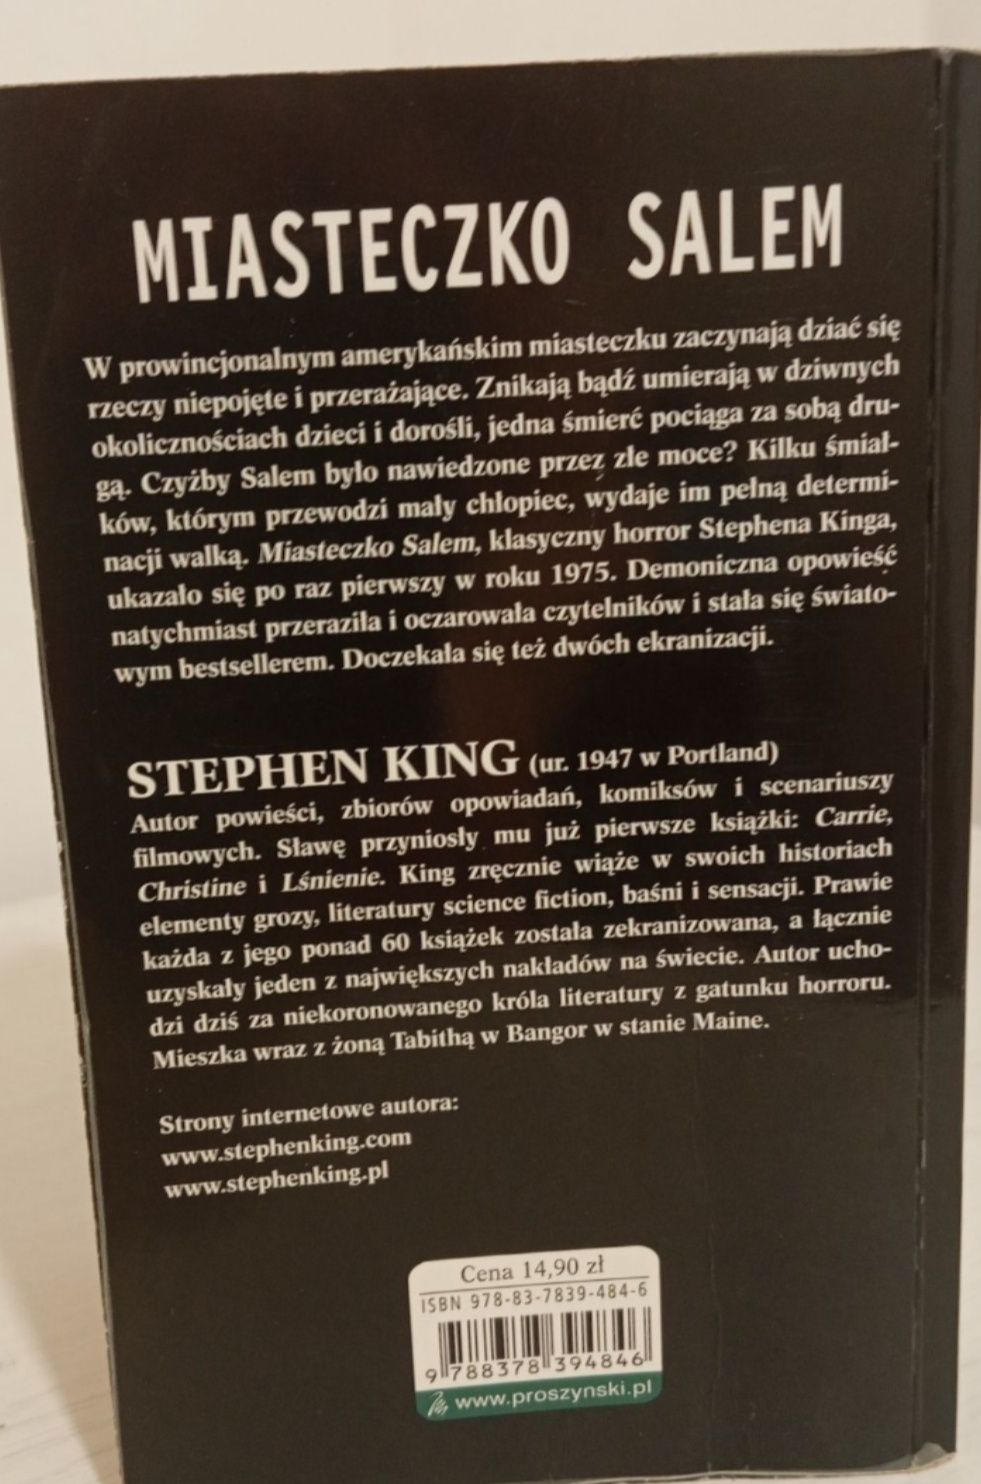 MIASTECZKO SALEM
W prowincjonalnym amerykańskim miasteczku zaczynają dziać się
rzeczy niepojęte i przerażające. Znikają bądź umierają w dziwnych
okolicznościach dzieci i dorośli, jedna śmierć pociąga za sobą dru-
gą. Czyżby Salem było nawiedzone przez złe moce? Kilku śmiał-
ków, którym przewodzi mały chłopiec, wydaje im pełną determi-
nacji walką. Miasteczko Salem, klasyczny horror Stephena Kinga,
ukazało się po raz pierwszy w roku 1975. Demoniczna opowieść
natychmiast przeraziła i oczarowała czytelników i stała się świato-
wym bestsellerem. Doczekała się też dwóch ekranizacji.
STEPHEN KING (ur. 1947 w Portland)
Autor powieści, zbiorów opowiadań, komiksów i scenariuszy
filmowych. Sławę przyniosły mu już pierwsze książki: Carrie,
Christine i Lśnienie. King zręcznie wiąże w swoich historiach
elementy grozy, literatury science fiction, baśni i sensacji. Prawie
każda z jego ponad 60 książek została zekranizowana, a łącznie
uzyskały jeden z największych nakładów na świecie. Autor ucho-
dzi dziś za niekoronowanego króla literatury z gatunku horroru.
Mieszka wraz z żoną Tabithą w Bangor w stanie Maine.
Strony internetowe autora:
www.stephenking.com
www.stephenking.pl
Cena 14,90 zł
ISBN 978-83-7839-484-6
9 788378 394846
www.proszynski.pl